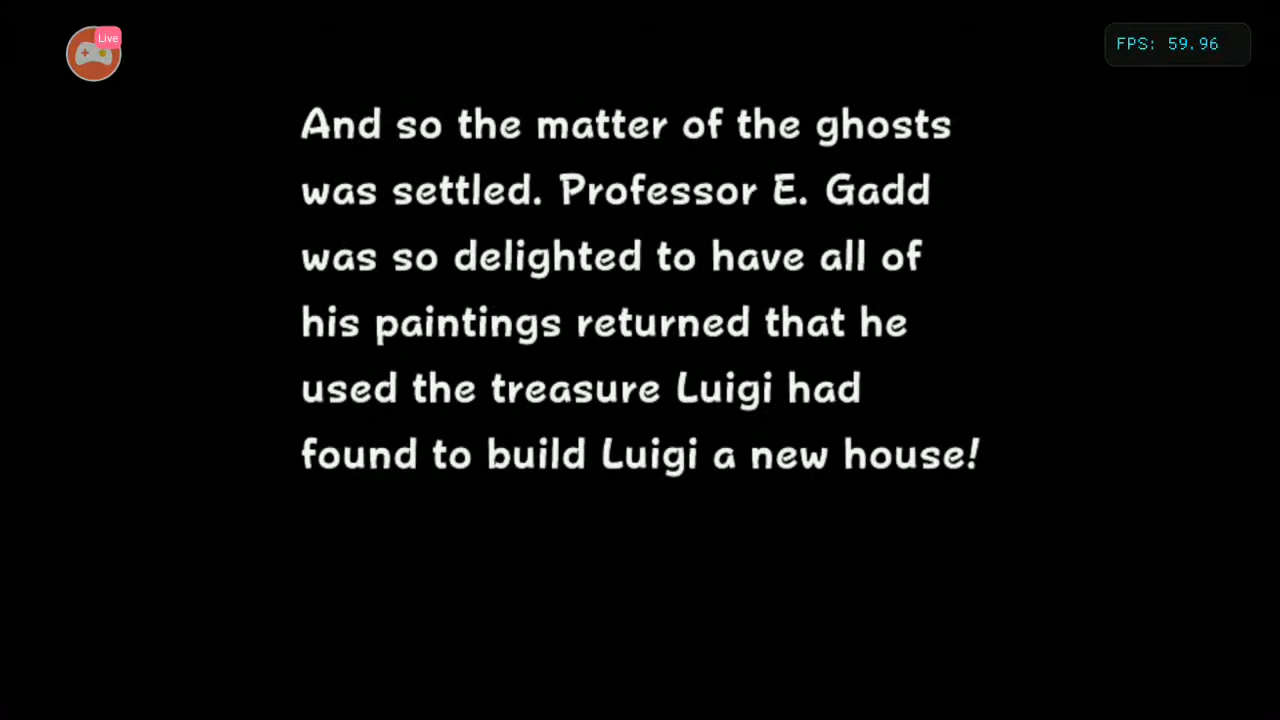 Live
FPS: 59.96
And so the matter of the ghosts
was settled. Professor E. Gadd
was so delighted to have all of
his paintings returned that he
used the treasure Luigi had
found to build Luigi a new house!